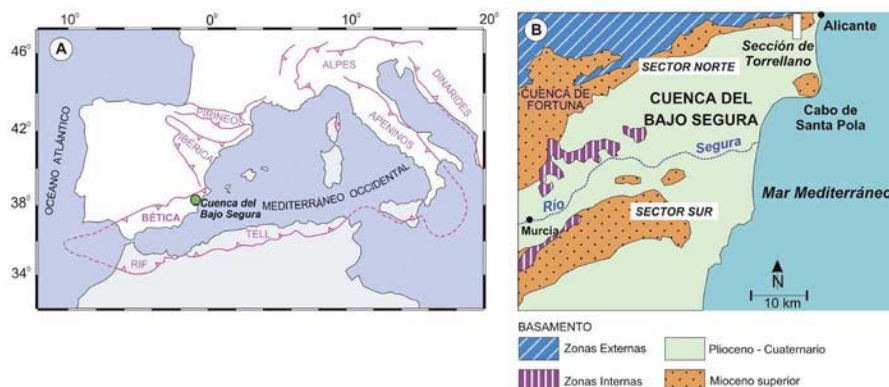 A
10°
0°
10°
20°
46°
42°
38°
34°
OCÉANO ATLÁNTICO
ALPES
DINARIDES
PIRINEOS
IBÉRICA
APENINOS
Cuenca del
Bajo Segura
MEDITERRÁNEO OCCIDENTAL
BÉTICA
TELL
RIF
B
Alicante
Sección de
Torrellano
SECTOR NORTE
CUENCA DE
FORTUNA
CUENCA DEL
BAJO SEGURA
Cabo de
Santa Pola
Segura
Río
Mar Mediterráneo
SECTOR SUR
Murcia
N
10 km
BASAMENTO
Zonas Externas
Plioceno - Cuaternario
Zonas Internas
Mioceno superior